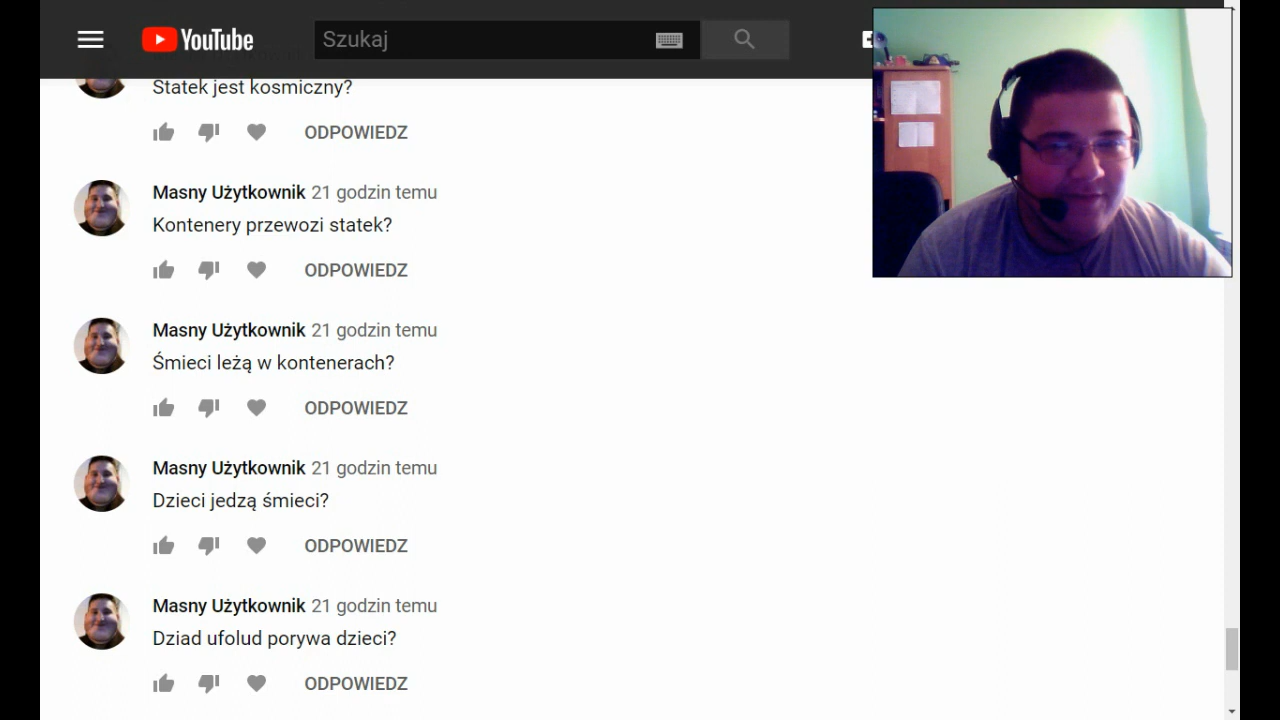 YouTube
Szukaj
Statek jest kosmiczny?
ODPOWIEDZ
Masny Użytkownik 21 godzin temu
Kontenery przewozi statek?
ODPOWIEDZ
Masny Użytkownik 21 godzin temu
Śmieci leżą w kontenerach?
ODPOWIEDZ
Masny Użytkownik 21 godzin temu
Dzieci jedzą śmieci?
ODPOWIEDZ
Masny Użytkownik 21 godzin temu
Dziad ufolud porywa dzieci?
ODPOWIEDZ